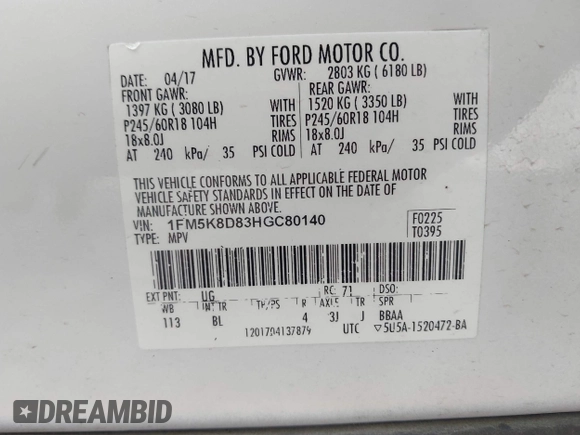 MFD. BY FORD MOTOR CO.
DATE: 04/17 GVWR: 2803 KG ( 6180 LB)
FRONT GAWR: REAR GAWR:
1397 KG ( 3080 LB) WITH 1520 KG ( 3350 LB) WITH
P245/60R18 104H TIRES P245/60R18 104H TIRES
18x8.0J RIMS 18x8.0J RIMS
AT 240 kPa/ 35 PSI COLD AT 240 kPa/ 35 PSI COLD
THIS VEHICLE CONFORMS TO ALL APPLICABLE FEDERAL MOTOR
VEHICLE SAFETY STANDARDS IN EFFECT ON THE DATE OF
MANUFACTURE SHOWN ABOVE.
VIN: 1FM5K8D83HGC80140 F0225
TYPE: MPV T0395
EXT PNT: UG RC: 71
WB INT TR TP/PS R AXLE TR SPR
113 BL 4 3J J BBAA
1201704137879 UTC ▽5U5A-1520472-BA
DREAMBID